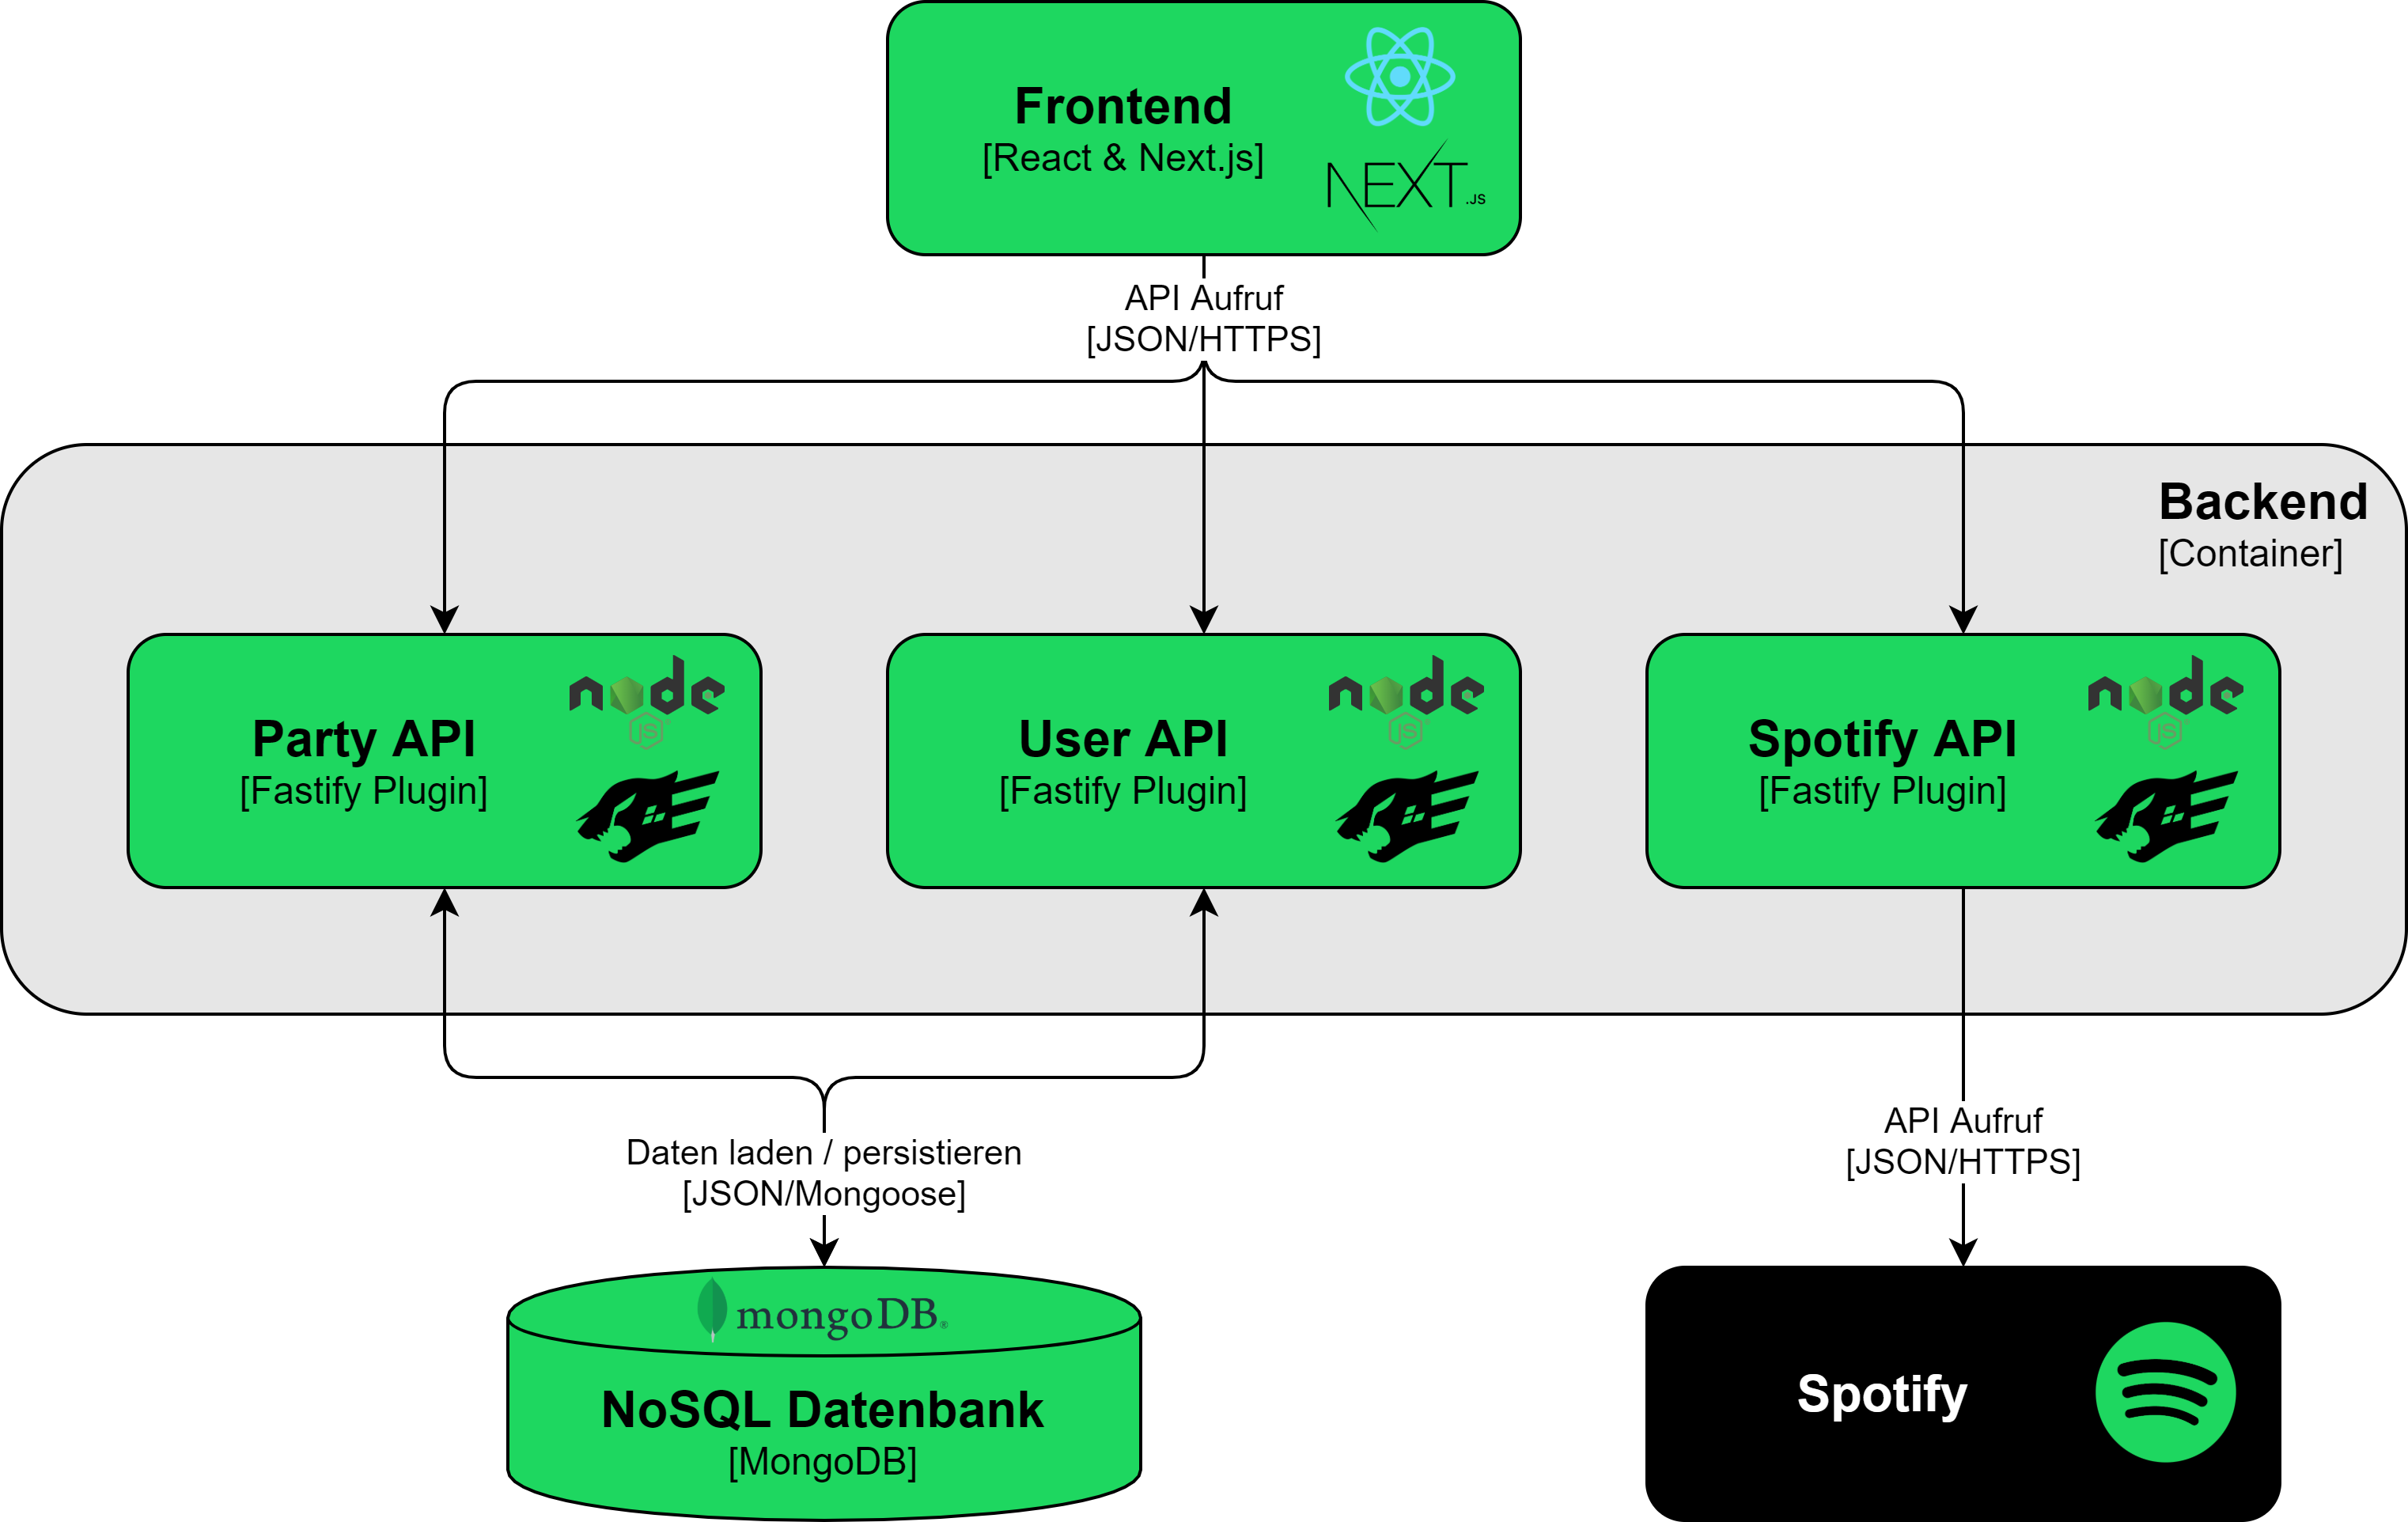 Frontend
[React & Next.js]
NEXT.JS
API Aufruf
[JSON/HTTPS]
Backend
[Container]
node
JS
Party API
[Fastify Plugin]
node
JS
User API
[Fastify Plugin]
node
JS
Spotify API
[Fastify Plugin]
Daten laden / persistieren
[JSON/Mongoose]
API Aufruf
[JSON/HTTPS]
mongoDB®
NoSQL Datenbank
[MongoDB]
Spotify